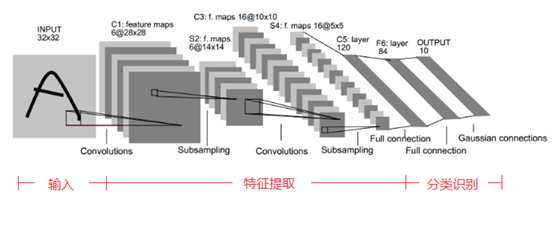 INPUT
32x32
C1: feature maps
6@28x28
C3: f. maps 16@10x10
S2: f. maps
6@14x14
S4: f. maps 16@5x5
C5: layer
120
F6: layer
84
OUTPUT
10
Convolutions
Subsampling
Convolutions
Subsampling
Full connection
Full connection
Gaussian connections
输入
特征提取
分类识别